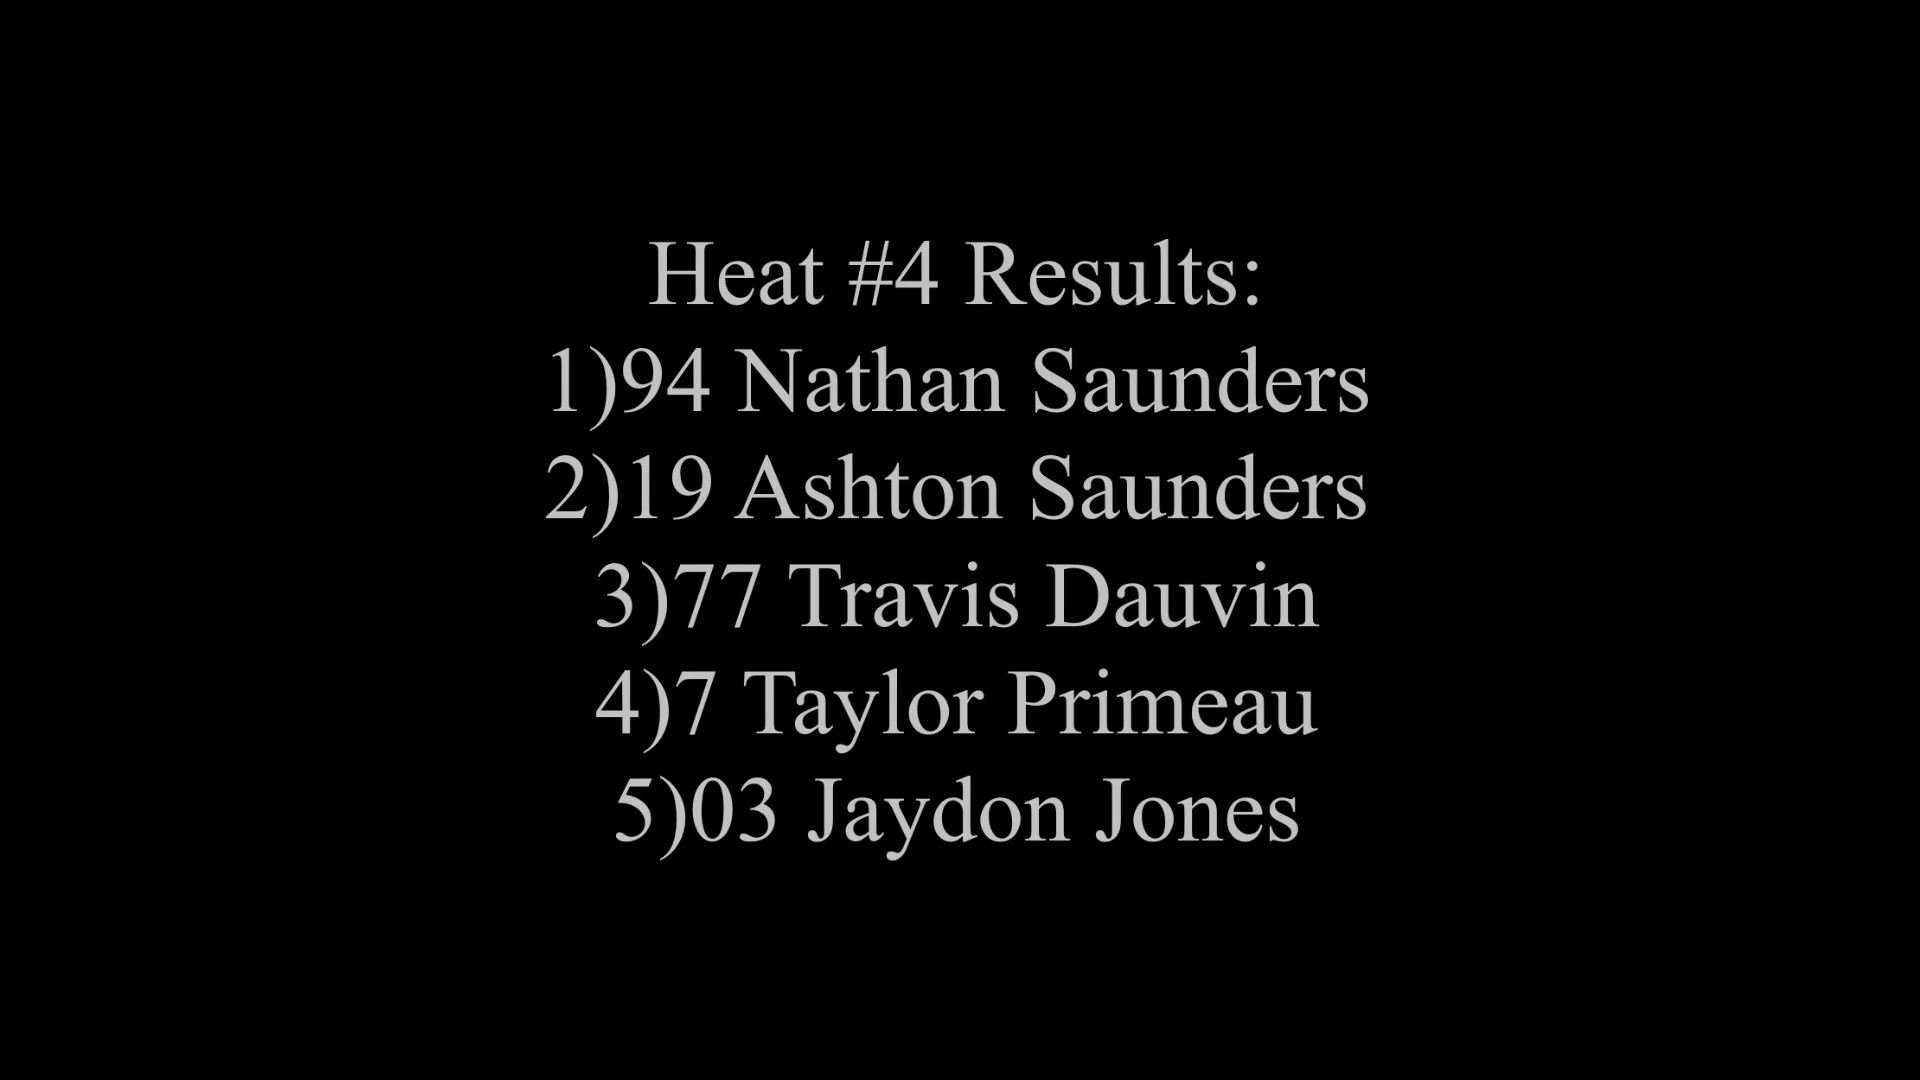 Heat #4 Results:
1)94 Nathan Saunders
2)19 Ashton Saunders
3)77 Travis Dauvin
4)7 Taylor Primeau
5)03 Jaydon Jones